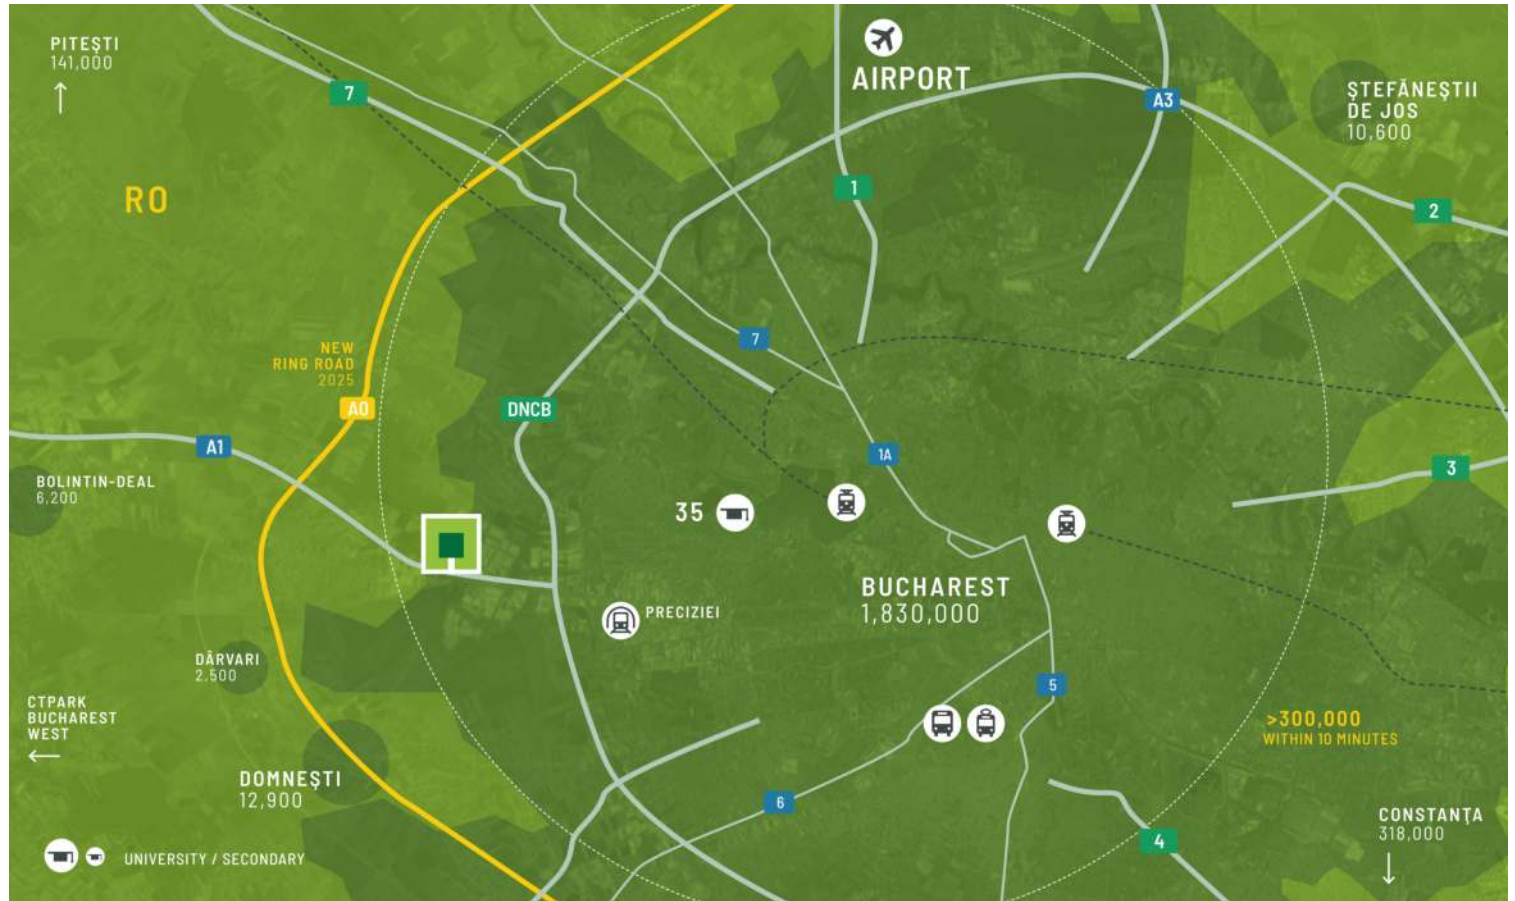 PITEȘTI
141,000
7
AIRPORT
A3
ȘTEFĂNEȘTII
DE JOS
10,600
RO
1
2
NEW
RING ROAD
2025
7
A0
DNCB
A1
1A
3
BOLINTIN-DEAL
6,200
35
BUCHAREST
1,830,000
PRECIZIEI
DÂRVARI
2,500
5
CTPARK
BUCHAREST
WEST
>300,000
WITHIN 10 MINUTES
DOMNEȘTI
12,900
6
CONSTANȚA
318,000
4
UNIVERSITY / SECONDARY